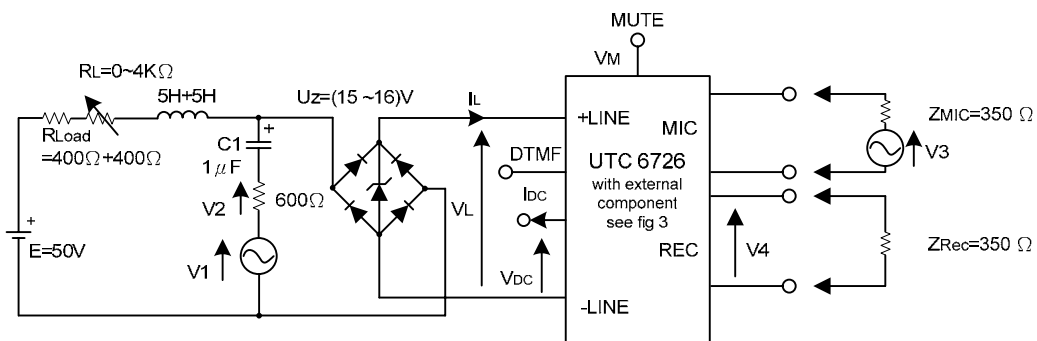 MUTE
VM
RL=0~4KΩ
5H+5H
RLoad
=400Ω+400Ω
C1
+
1μF
V2
600Ω
V1
+
E=50V
Uz=(15 ~16)V
IL
VL
DTMF
IDC
VDC
+LINE
MIC
UTC 6726
with external
component
see fig 3
REC
-LINE
ZMIC=350 Ω
V3
V4
ZRec=350 Ω